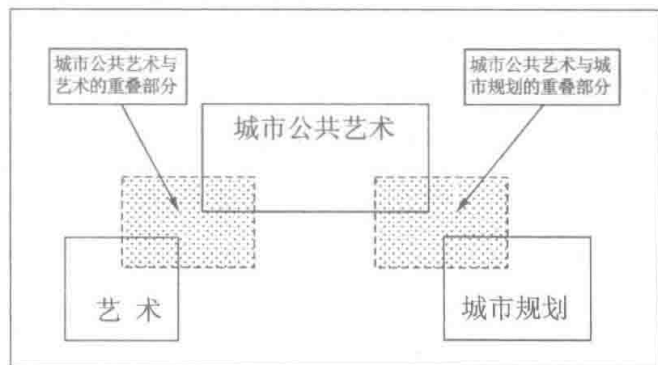 城市公共艺术与
艺术的重叠部分
城市公共艺术与城
市规划的重叠部分
城市公共艺术
艺 术
城市规划